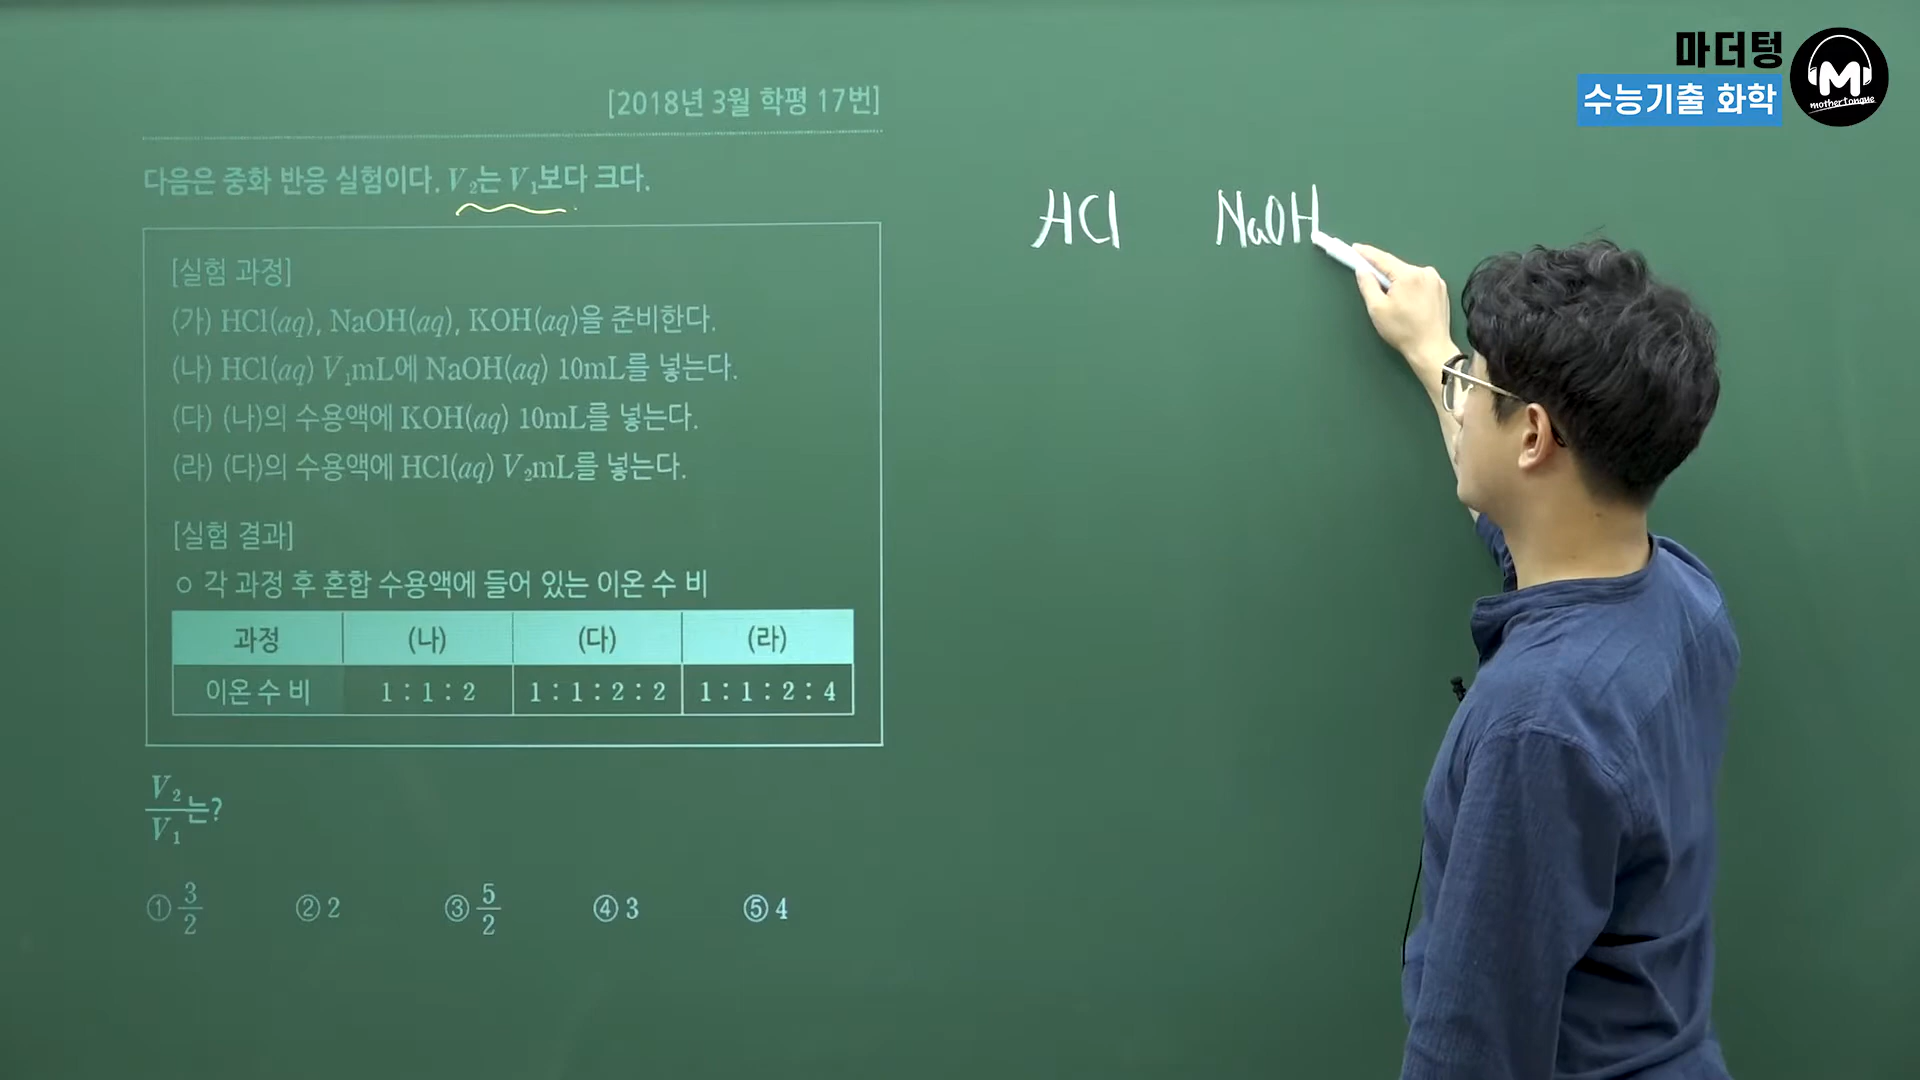 마더텅
수능기출 화학
mothertongue
[2018년 3월 학평 17번]
다음은 중화 반응 실험이다. V₂는 V₁보다 크다.
[실험 과정]
(가) HCl(aq), NaOH(aq), KOH(aq)을 준비한다.
(나) HCl(aq) V₁mL에 NaOH(aq) 10mL를 넣는다.
(다) (나)의 수용액에 KOH(aq) 10mL를 넣는다.
(라) (다)의 수용액에 HCl(aq) V₂mL를 넣는다.
[실험 결과]
○ 각 과정 후 혼합 수용액에 들어 있는 이온 수 비
과정 (나) (다) (라)
이온 수 비 1 : 1 : 2 1 : 1 : 2 : 2 1 : 1 : 2 : 4
V₂/V₁는?
① 3/2 ② 2 ③ 5/2 ④ 3 ⑤ 4
HCl NaOH